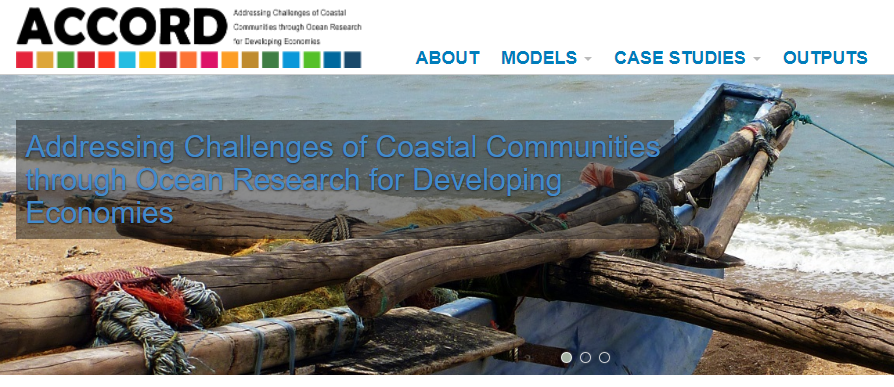 ACCORD
Addressing Challenges of Coastal
Communities through Ocean Research
for Developing Economies
ABOUT MODELS CASE STUDIES OUTPUTS
Addressing Challenges of Coastal Communities
through Ocean Research for Developing
Economies